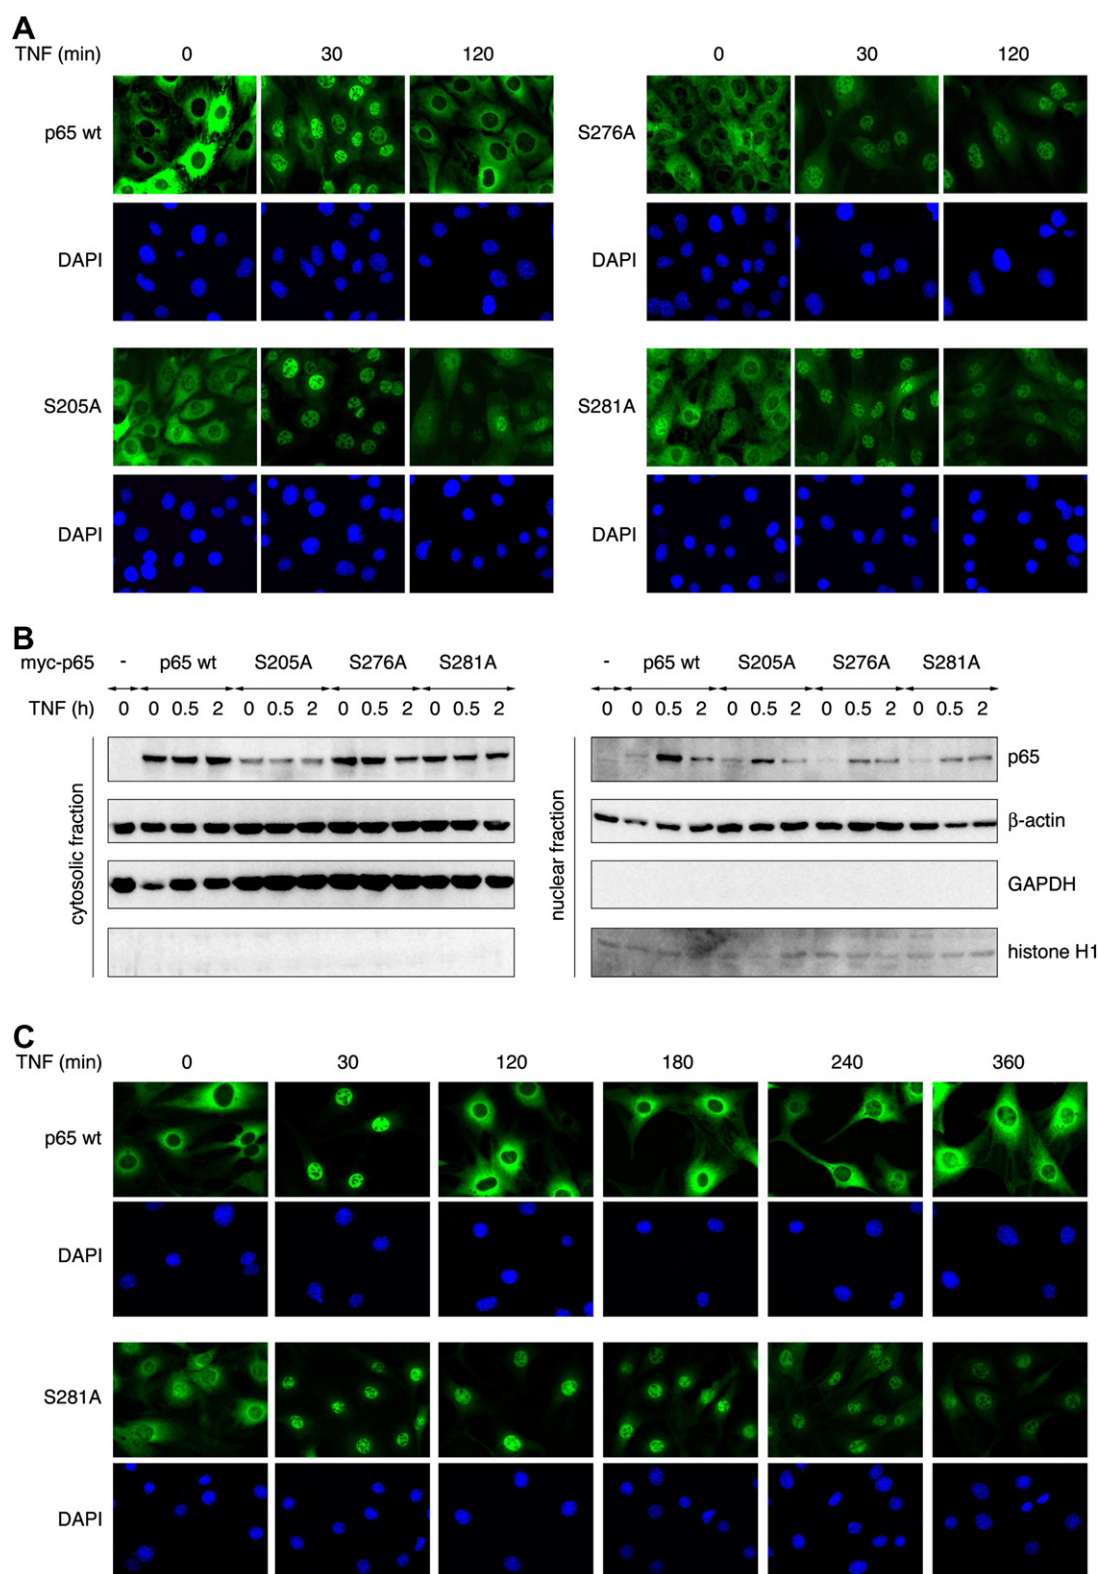 A
TNF (min) 0 30 120 0 30 120
p65 wt S276A
DAPI DAPI
S205A S281A
DAPI DAPI
B
myc-p65 - p65 wt S205A S276A S281A - p65 wt S205A S276A S281A
TNF (h) 0 0 0.5 2 0 0.5 2 0 0.5 2 0 0.5 2 0 0 0.5 2 0 0.5 2 0 0.5 2 0 0.5 2
cytosolic fraction
nuclear fraction
p65
β-actin
GAPDH
histone H1
C
TNF (min) 0 30 120 180 240 360
p65 wt
DAPI
S281A
DAPI